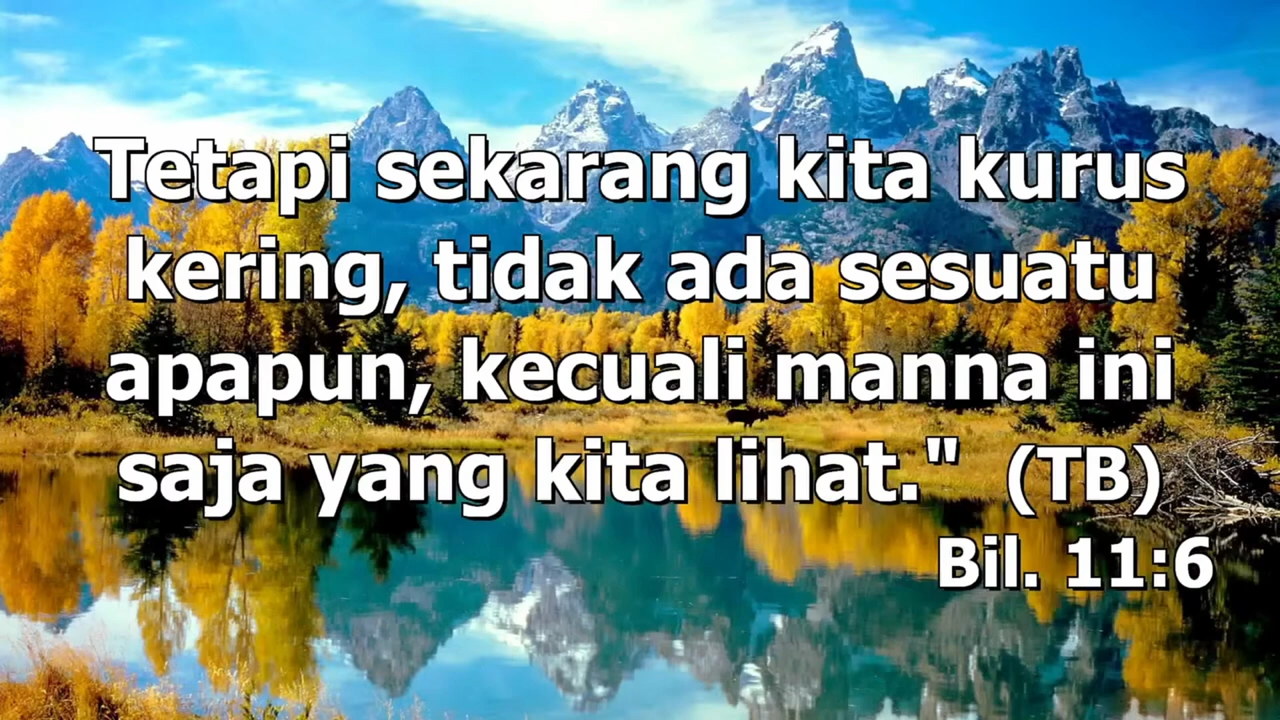 Tetapi sekarang kita kurus
kering, tidak ada sesuatu
apapun, kecuali manna ini
saja yang kita lihat."  (TB)
Bil. 11:6